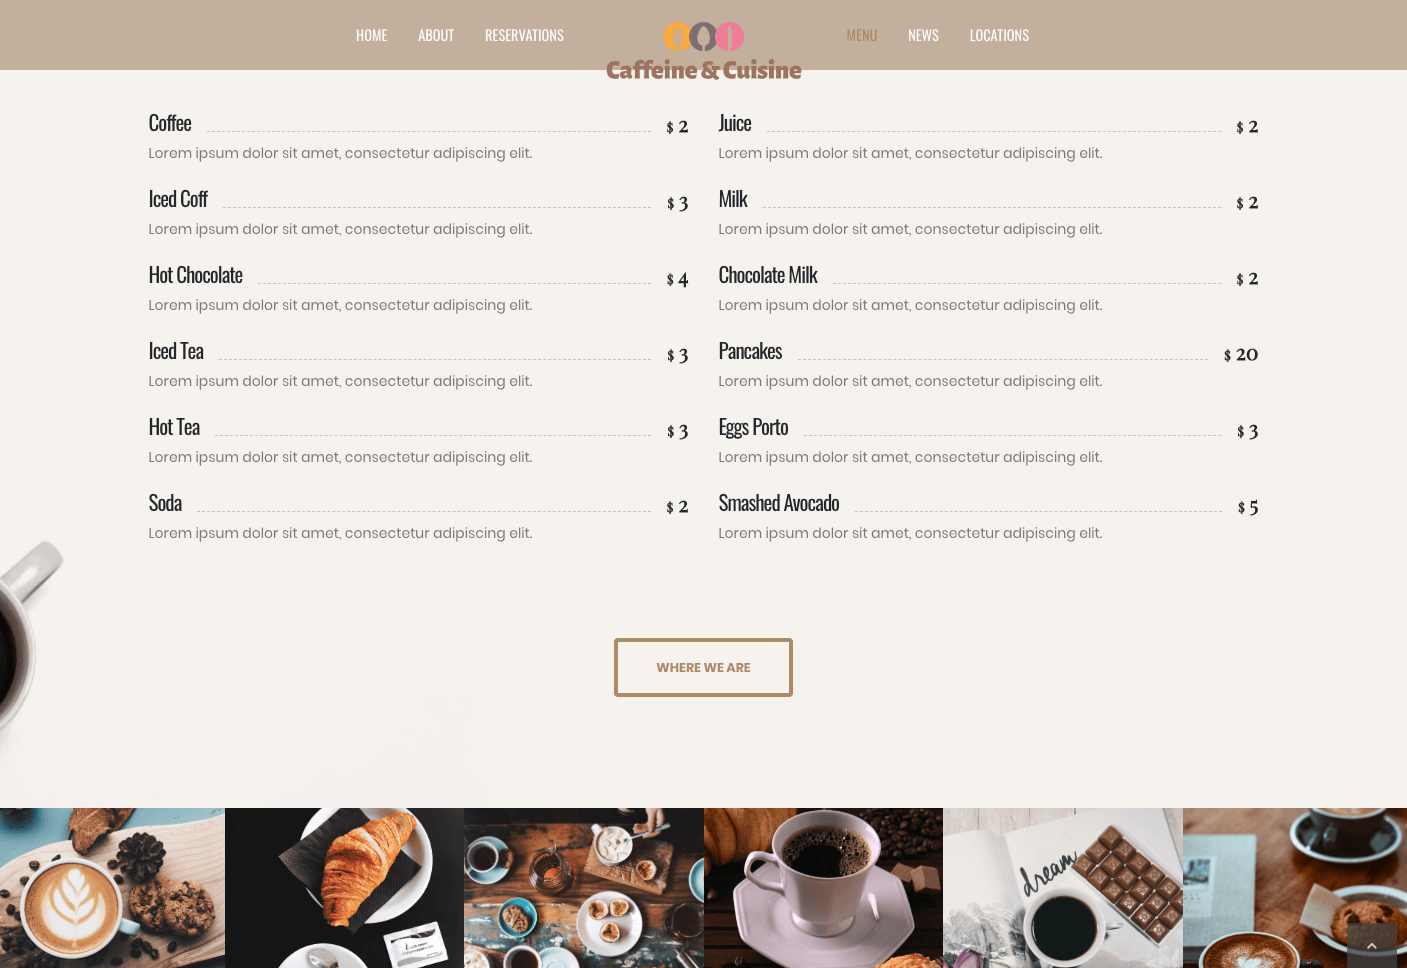 HOME ABOUT RESERVATIONS MENU NEWS LOCATIONS
Caffeine & Cuisine
Coffee $ 2
Lorem ipsum dolor sit amet, consectetur adipiscing elit.
Iced Coff $ 3
Lorem ipsum dolor sit amet, consectetur adipiscing elit.
Hot Chocolate $ 4
Lorem ipsum dolor sit amet, consectetur adipiscing elit.
Iced Tea $ 3
Lorem ipsum dolor sit amet, consectetur adipiscing elit.
Hot Tea $ 3
Lorem ipsum dolor sit amet, consectetur adipiscing elit.
Soda $ 2
Lorem ipsum dolor sit amet, consectetur adipiscing elit.
Juice $ 2
Lorem ipsum dolor sit amet, consectetur adipiscing elit.
Milk $ 2
Lorem ipsum dolor sit amet, consectetur adipiscing elit.
Chocolate Milk $ 2
Lorem ipsum dolor sit amet, consectetur adipiscing elit.
Pancakes $ 20
Lorem ipsum dolor sit amet, consectetur adipiscing elit.
Eggs Porto $ 3
Lorem ipsum dolor sit amet, consectetur adipiscing elit.
Smashed Avocado $ 5
Lorem ipsum dolor sit amet, consectetur adipiscing elit.
WHERE WE ARE
dream